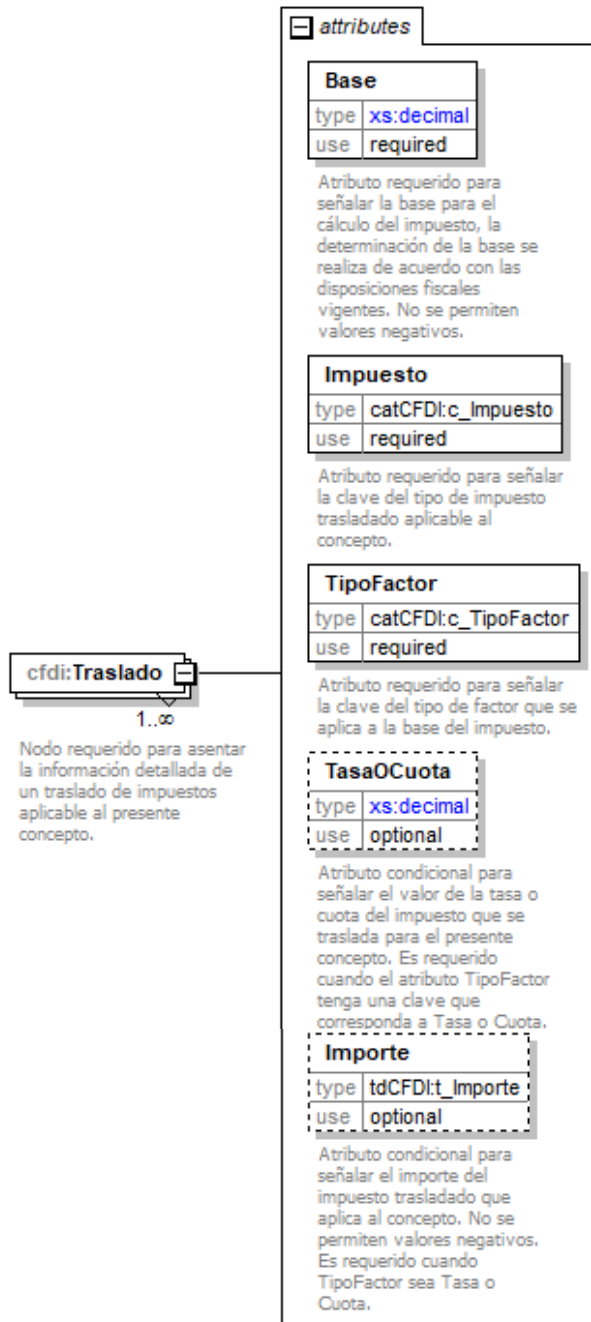 attributes
Base
type xs:decimal
use required
Atributo requerido para
señalar la base para el
cálculo del impuesto, la
determinación de la base se
realiza de acuerdo con las
disposiciones fiscales
vigentes. No se permiten
valores negativos.
Impuesto
type catCFDI:c_Impuesto
use required
Atributo requerido para señalar
la clave del tipo de impuesto
trasladado aplicable al
concepto.
TipoFactor
type catCFDI:c_TipoFactor
use required
Atributo requerido para señalar
la clave del tipo de factor que se
aplica a la base del impuesto.
cfdi:Traslado
1..∞
Nodo requerido para asentar
la información detallada de
un traslado de impuestos
aplicable al presente
concepto.
TasaOCuota
type xs:decimal
use optional
Atributo condicional para
señalar el valor de la tasa o
cuota del impuesto que se
traslada para el presente
concepto. Es requerido
cuando el atributo TipoFactor
tenga una clave que
corresponda a Tasa o Cuota.
Importe
type tdCFDI:t_Importe
use optional
Atributo condicional para
señalar el importe del
impuesto trasladado que
aplica al concepto. No se
permiten valores negativos.
Es requerido cuando
TipoFactor sea Tasa o
Cuota.